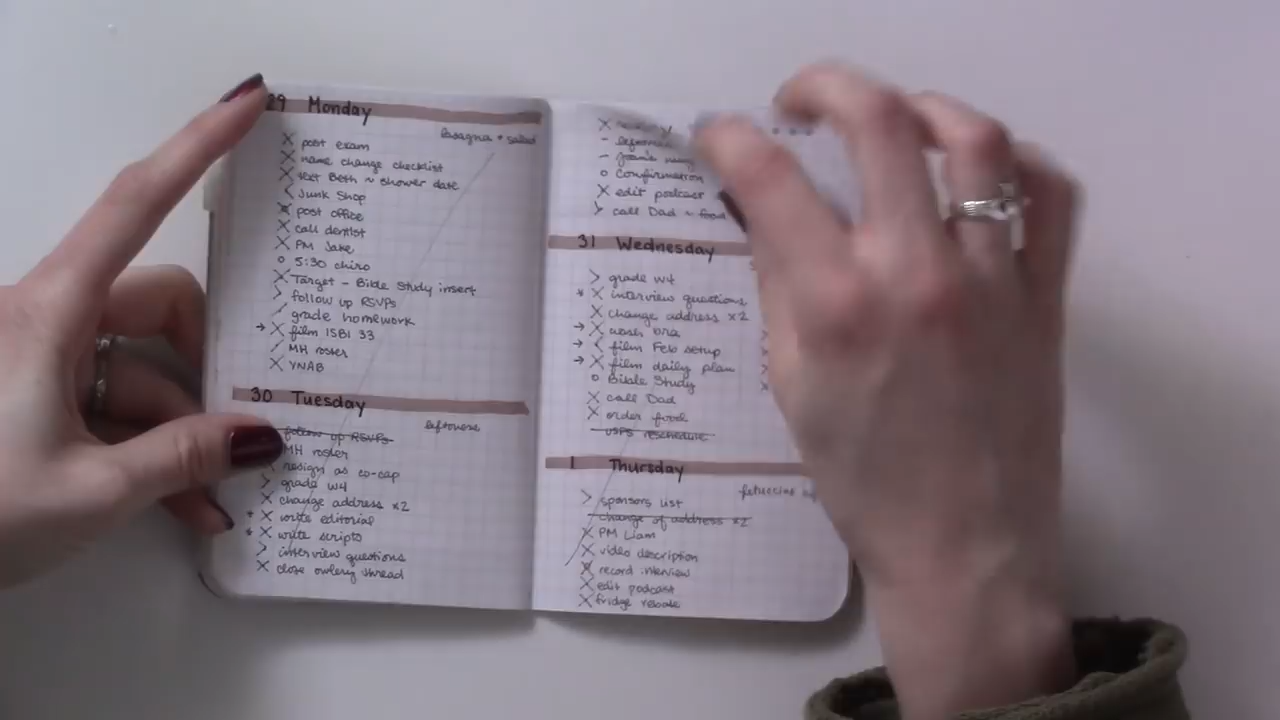 29 Monday
lasagna + salad
X post exam
X name change checklist
X text Beth ~ shower date
< Junk Shop
X post office
X call dentist
X PM Jake
o 5:30 chiro
X Target - Bible Study insert
> follow up RSVPs
/ grade homework
→ X film ISBI 33
/ MH roster
X YNAB
30 Tuesday
leftovers
follow up RSVPs
MH roster
resign as co-cap
> grade W4
X change address x2
* X write editorial
* X write scripts
> interview questions
X close owlery thread
X
-
-
o Confirmation
X edit podcast
> call Dad ~ food
31 Wednesday
> grade W4
* X interview questions
X change address x2
→ X wash bra
→ < film Feb setup
→ X film daily plan
o Bible Study
X call Dad
X order food
USPS reschedule
1 Thursday
> sponsors list
change of address x2
X PM Liam
X video description
X record interview
X edit podcast
X fridge